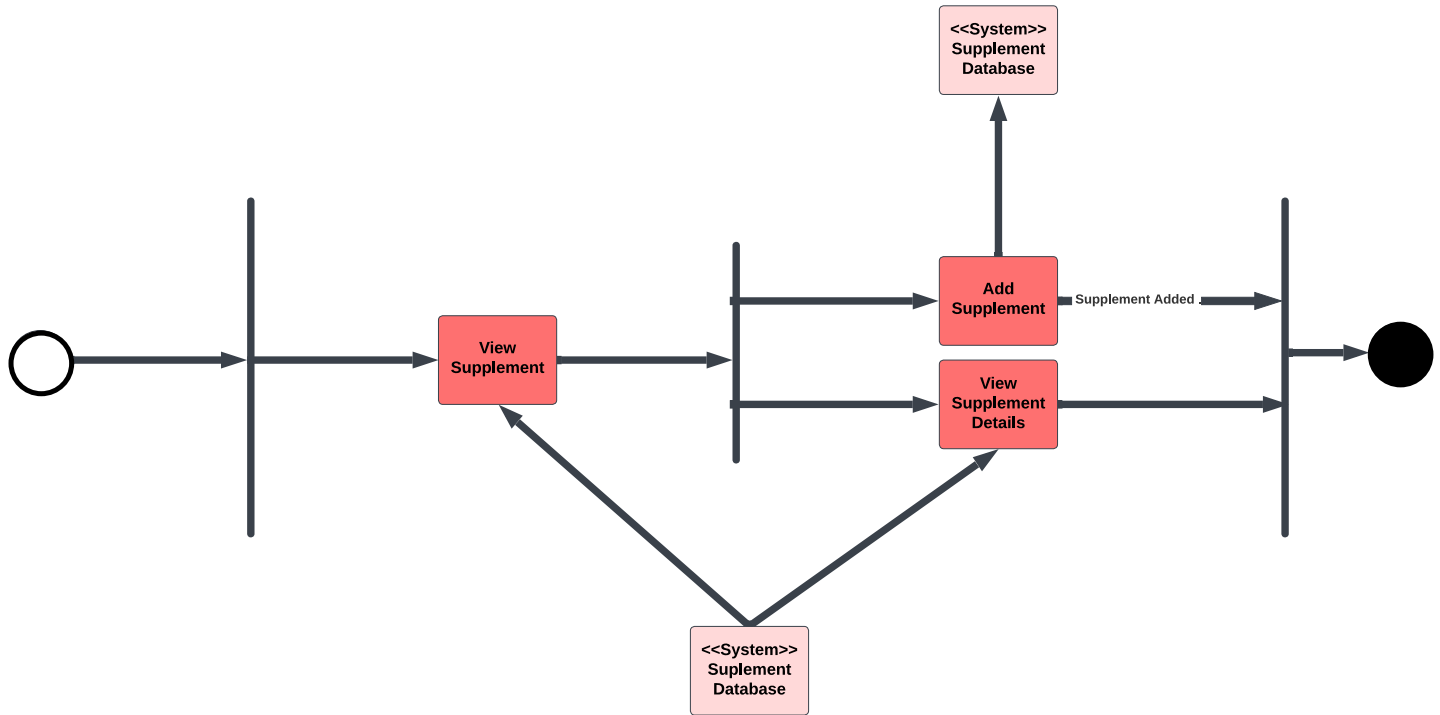 <<System>>
Supplement
Database
Add
Supplement
Supplement Added
View
Supplement
View
Supplement
Details
<<System>>
Suplement
Database